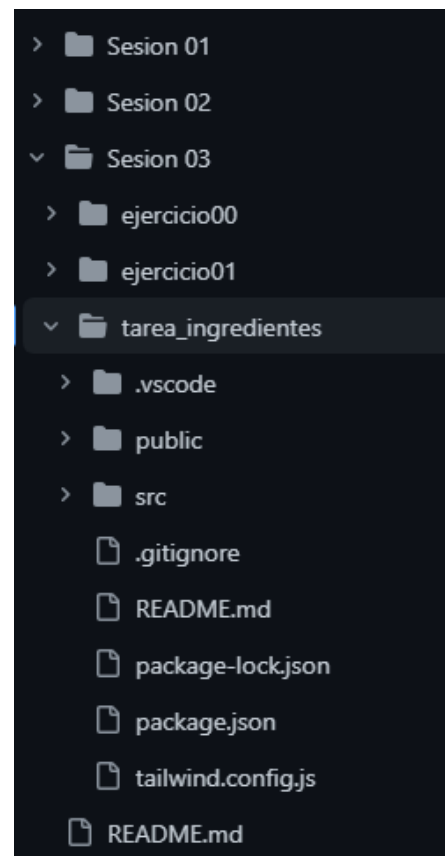 Sesion 01
Sesion 02
Sesion 03
ejercicio00
ejercicio01
tarea_ingredientes
.vscode
public
src
.gitignore
README.md
package-lock.json
package.json
tailwind.config.js
README.md